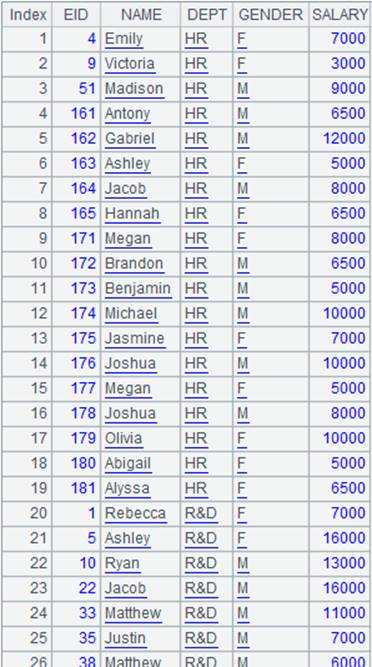 Index EID NAME DEPT GENDER SALARY
1 4 Emily HR F 7000
2 9 Victoria HR F 3000
3 51 Madison HR M 9000
4 161 Antony HR M 6500
5 162 Gabriel HR M 12000
6 163 Ashley HR F 5000
7 164 Jacob HR M 8000
8 165 Hannah HR F 6500
9 171 Megan HR F 8000
10 172 Brandon HR M 6500
11 173 Benjamin HR M 5000
12 174 Michael HR M 10000
13 175 Jasmine HR F 7000
14 176 Joshua HR M 10000
15 177 Megan HR F 5000
16 178 Joshua HR M 8000
17 179 Olivia HR F 10000
18 180 Abigail HR F 5000
19 181 Alyssa HR F 6500
20 1 Rebecca R&D F 7000
21 5 Ashley R&D F 16000
22 10 Ryan R&D M 13000
23 22 Jacob R&D M 16000
24 33 Matthew R&D M 11000
25 35 Justin R&D M 7000
26 38 Matthew R&D M 6000